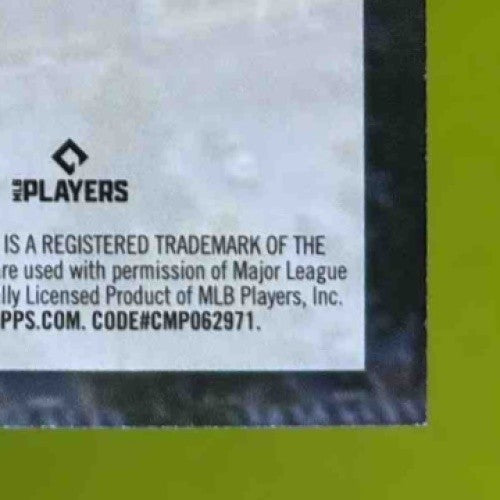 MLB PLAYERS
IS A REGISTERED TRADEMARK OF THE
re used with permission of Major League
lly Licensed Product of MLB Players, Inc.
PPS.COM. CODE#CMP062971.